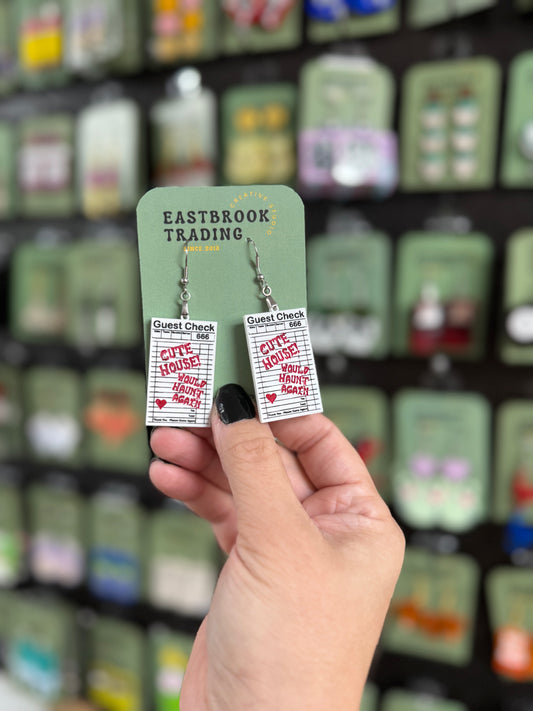 CREATIVE STUDIO
EASTBROOK
TRADING
SINCE 2018
Guest Check
666
CUTE
HOUSE!
WOULD
HAUNT
AGAIN!
Guest Check
666
CUTE
HOUSE!
WOULD
HAUNT
AGAIN!